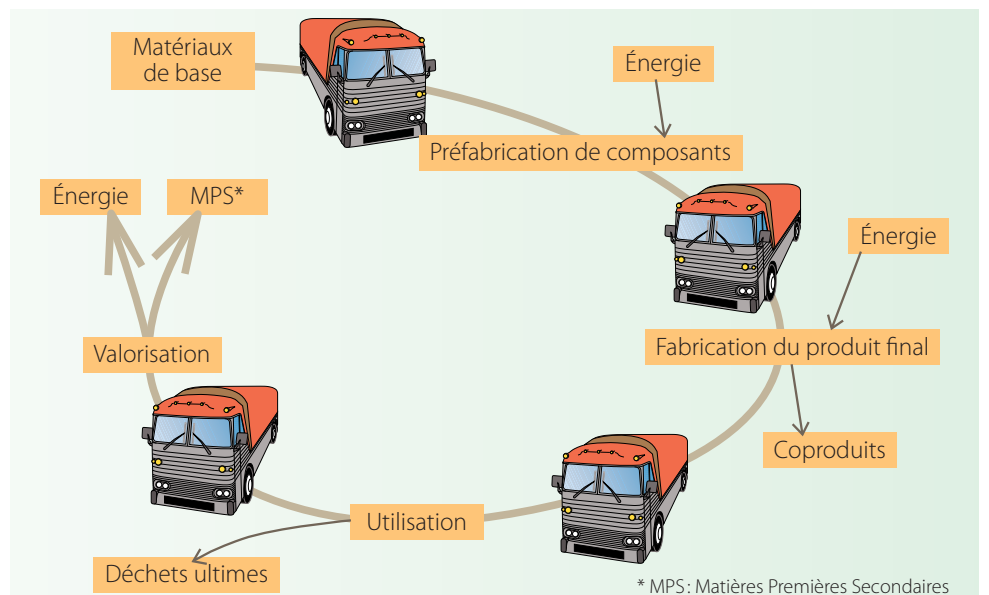 Matériaux
de base
Énergie
Préfabrication de composants
Énergie
MPS*
Énergie
Valorisation
Fabrication du produit final
Coproduits
Utilisation
Déchets ultimes
* MPS : Matières Premières Secondaires